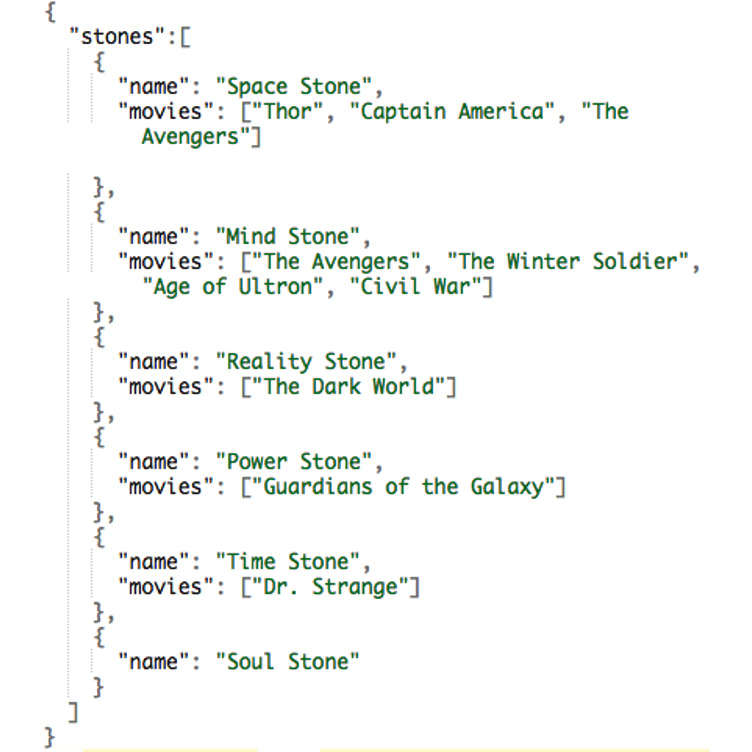 {
"stones":[
{
"name": "Space Stone",
"movies": ["Thor", "Captain America", "The
Avengers"]
},
{
"name": "Mind Stone",
"movies": ["The Avengers", "The Winter Soldier",
"Age of Ultron", "Civil War"]
},
{
"name": "Reality Stone",
"movies": ["The Dark World"]
},
{
"name": "Power Stone",
"movies": ["Guardians of the Galaxy"]
},
{
"name": "Time Stone",
"movies": ["Dr. Strange"]
},
{
"name": "Soul Stone"
}
]
}